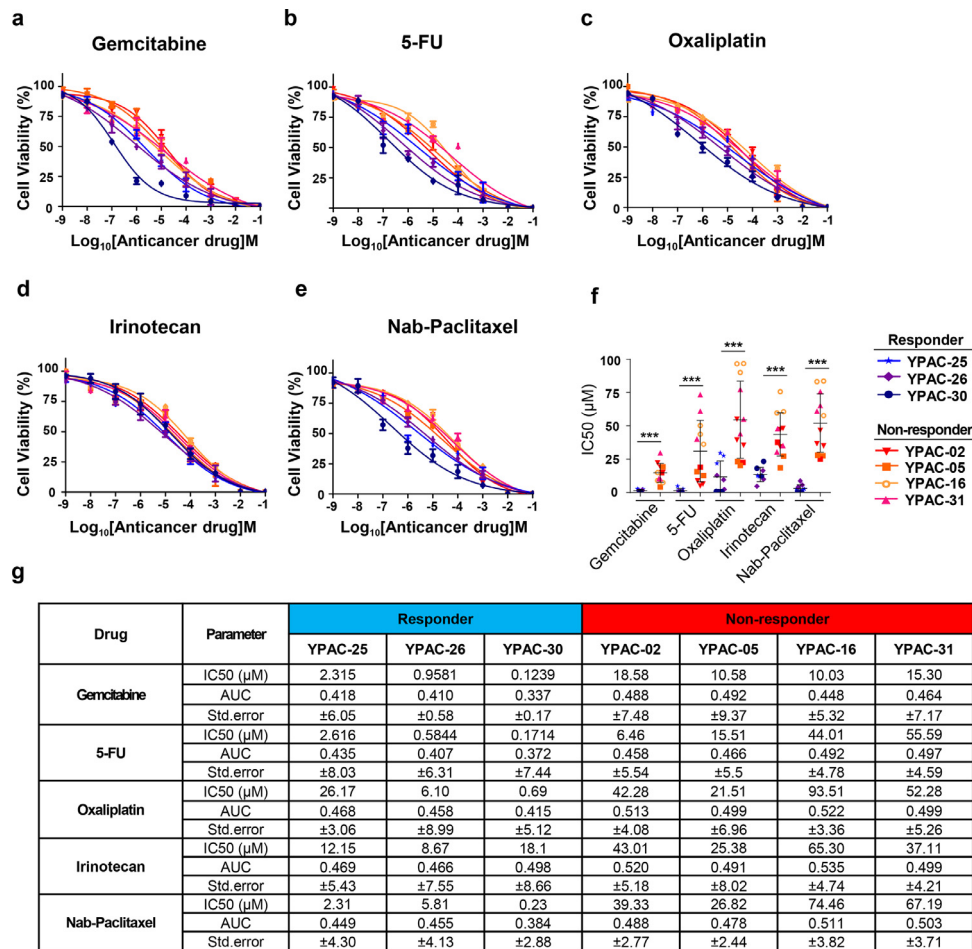 a
Gemcitabine
Cell Viability (%)
100
75
50
25
0
-9 -8 -7 -6 -5 -4 -3 -2 -1
Log10[Anticancer drug]M
b
5-FU
Cell Viability (%)
100
75
50
25
0
-9 -8 -7 -6 -5 -4 -3 -2 -1
Log10[Anticancer drug]M
c
Oxaliplatin
Cell Viability (%)
100
75
50
25
0
-9 -8 -7 -6 -5 -4 -3 -2 -1
Log10[Anticancer drug]M
d
Irinotecan
Cell Viability (%)
100
75
50
25
0
-9 -8 -7 -6 -5 -4 -3 -2 -1
Log10[Anticancer drug]M
e
Nab-Paclitaxel
Cell Viability (%)
100
75
50
25
0
-9 -8 -7 -6 -5 -4 -3 -2 -1
Log10[Anticancer drug]M
f
IC50 (µM)
100
75
50
25
0
*** *** *** *** ***
Gemcitabine
5-FU
Oxaliplatin
Irinotecan
Nab-Paclitaxel
Responder
YPAC-25
YPAC-26
YPAC-30
Non-responder
YPAC-02
YPAC-05
YPAC-16
YPAC-31
g
Drug Parameter Responder Non-responder
YPAC-25 YPAC-26 YPAC-30 YPAC-02 YPAC-05 YPAC-16 YPAC-31
Gemcitabine
IC50 (µM) 2.315 0.9581 0.1239 18.58 10.58 10.03 15.30
AUC 0.418 0.410 0.337 0.488 0.492 0.448 0.464
Std.error ±6.05 ±0.58 ±0.17 ±7.48 ±9.37 ±5.32 ±7.17
5-FU
IC50 (µM) 2.616 0.5844 0.1714 6.46 15.51 44.01 55.59
AUC 0.435 0.407 0.372 0.458 0.466 0.492 0.497
Std.error ±8.03 ±6.31 ±7.44 ±5.54 ±5.5 ±4.78 ±4.59
Oxaliplatin
IC50 (µM) 26.17 6.10 0.69 42.28 21.51 93.51 52.28
AUC 0.468 0.458 0.415 0.513 0.499 0.522 0.499
Std.error ±3.06 ±8.99 ±5.12 ±4.08 ±6.96 ±3.36 ±5.26
Irinotecan
IC50 (µM) 12.15 8.67 18.1 43.01 25.38 65.30 37.11
AUC 0.469 0.466 0.498 0.520 0.491 0.535 0.499
Std.error ±5.43 ±7.55 ±8.66 ±5.18 ±8.02 ±4.74 ±4.21
Nab-Paclitaxel
IC50 (µM) 2.31 5.81 0.23 39.33 26.82 74.46 67.19
AUC 0.449 0.455 0.384 0.488 0.478 0.511 0.503
Std.error ±4.30 ±4.13 ±2.88 ±2.77 ±2.44 ±3.82 ±3.71